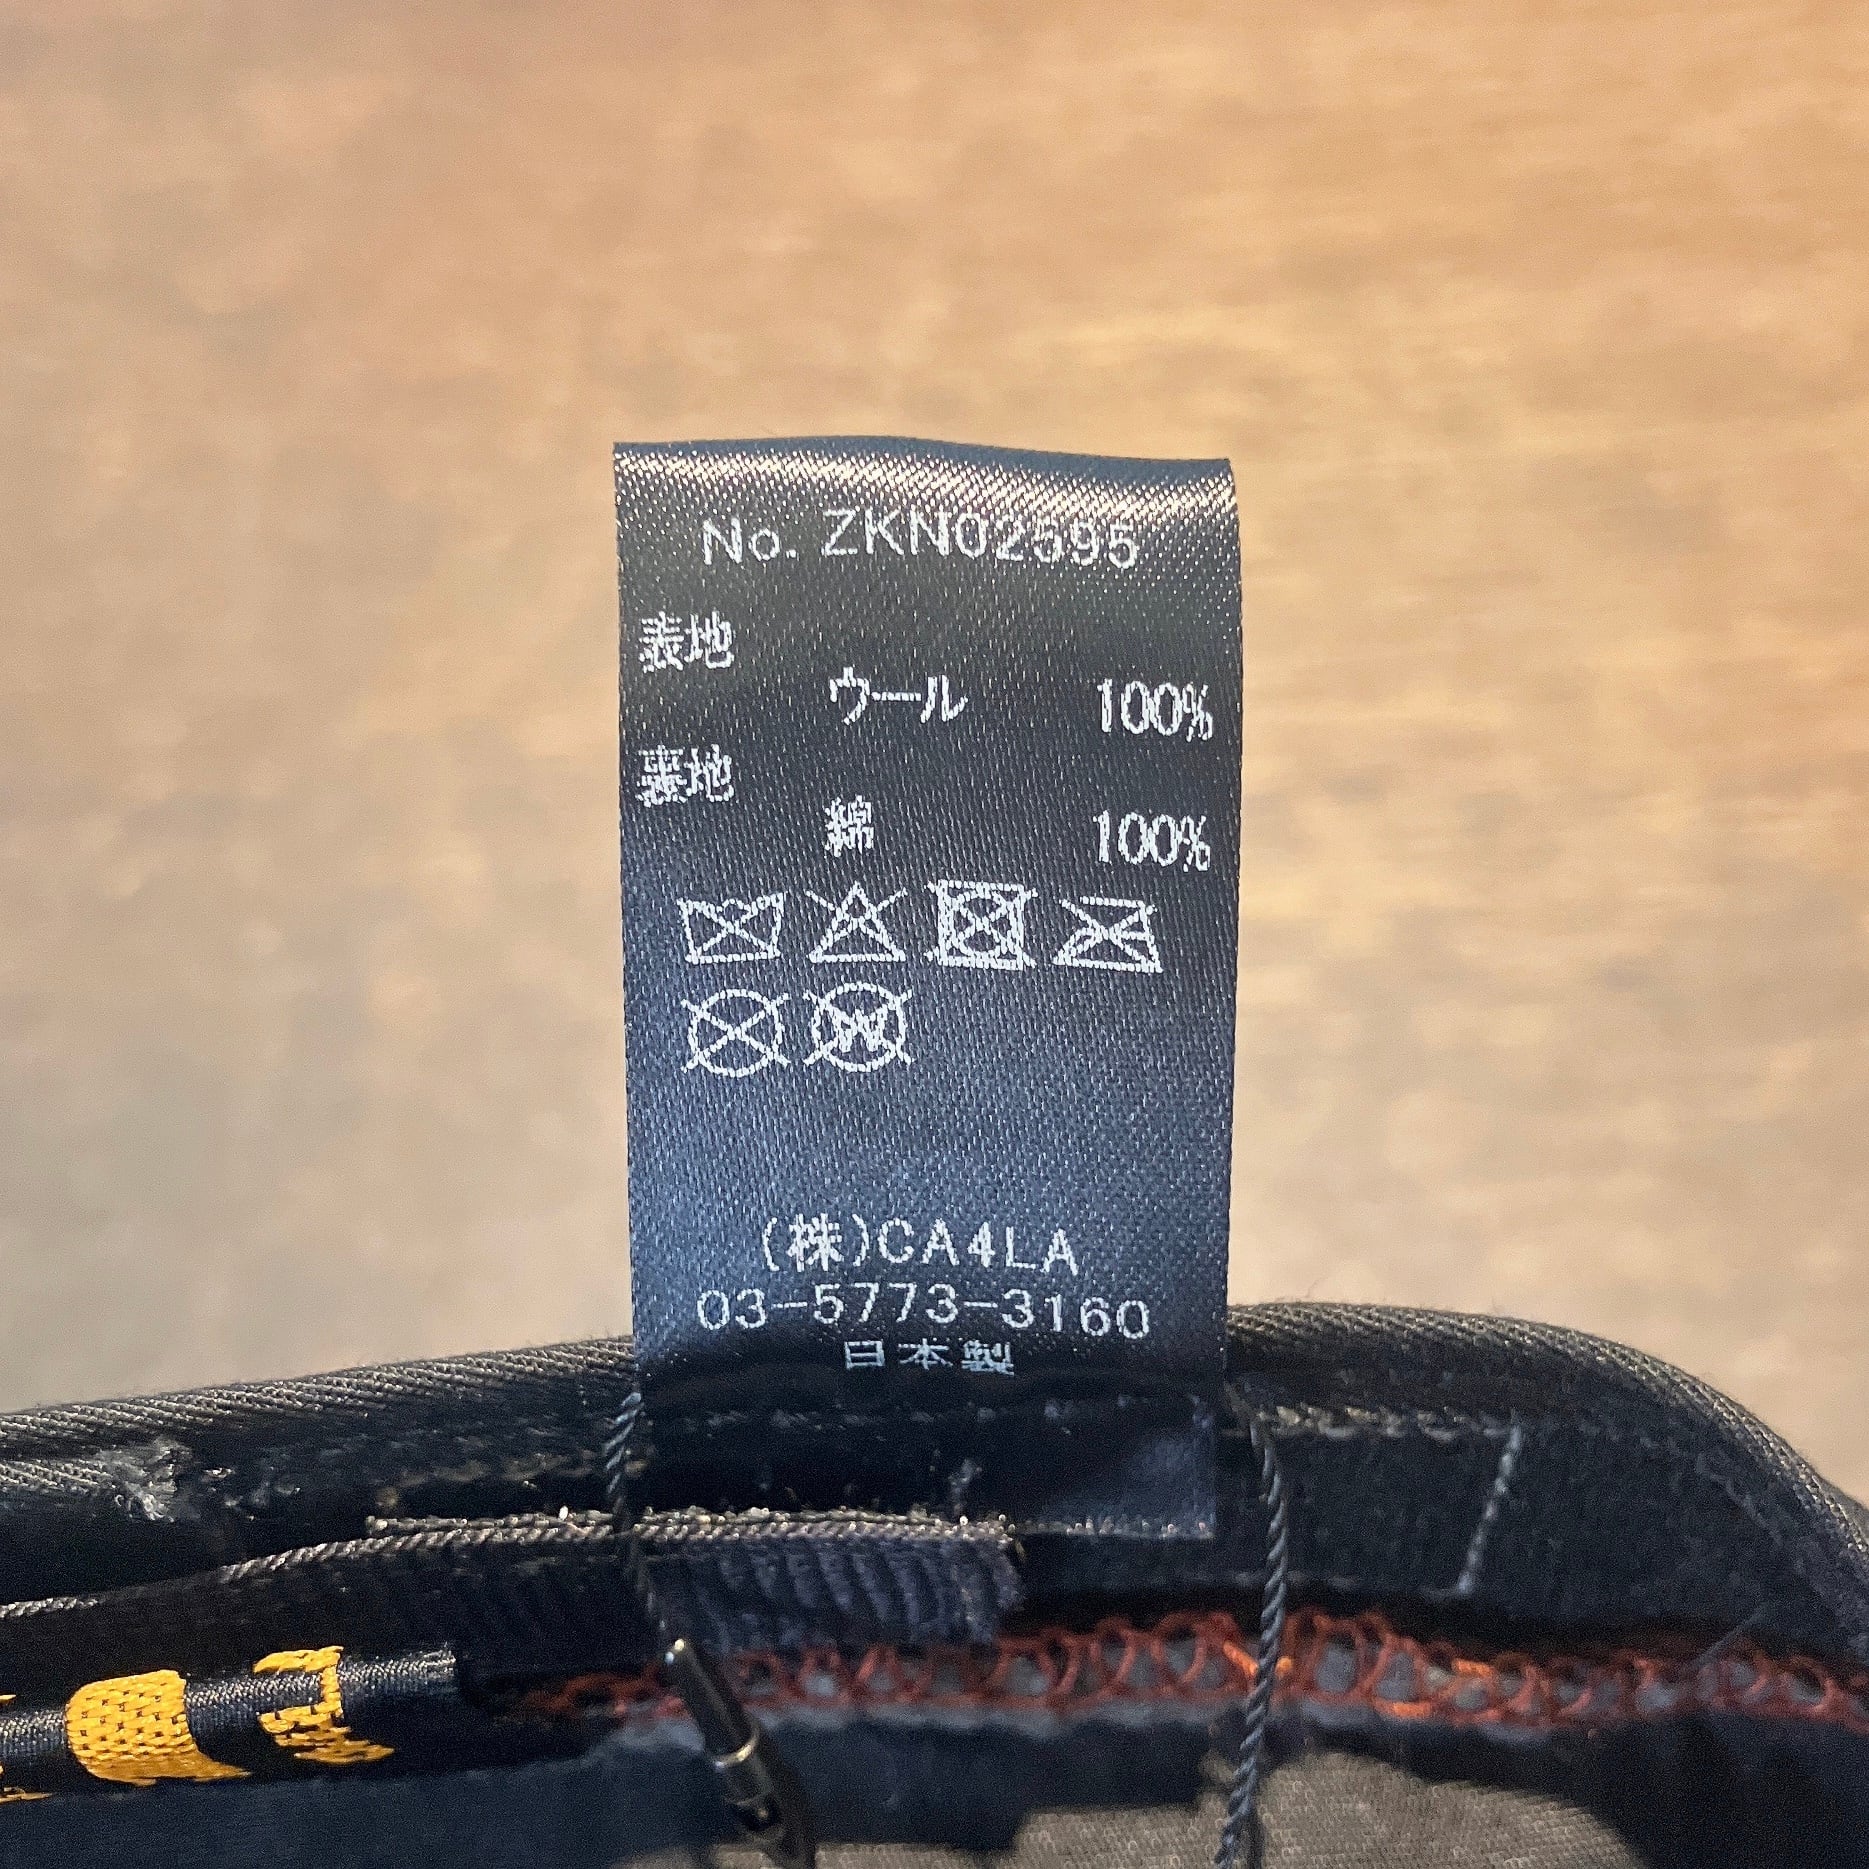 No. ZKN02595
表地
ウール 100%
裏地
綿 100%
W
(株)CA4LA
03-5773-3160
日本製